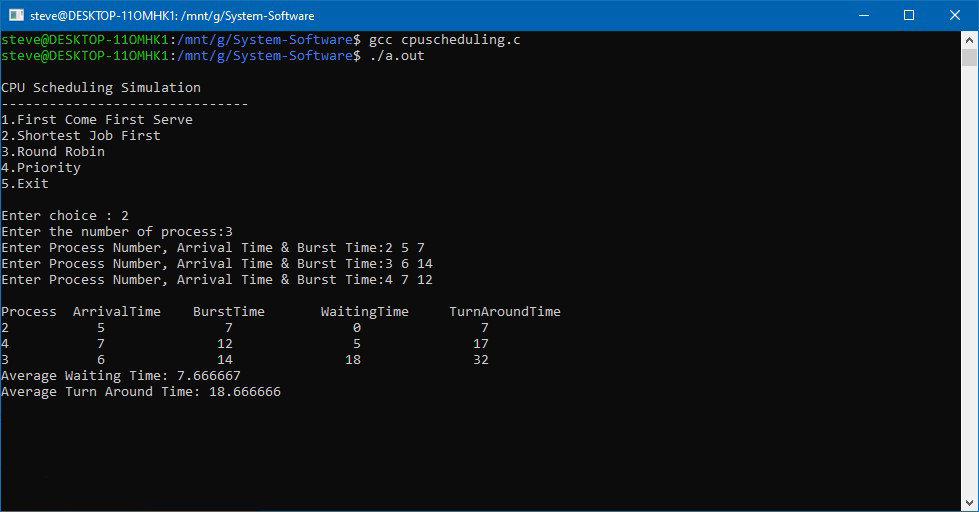 steve@DESKTOP-11OMHK1: /mnt/g/System-Software
steve@DESKTOP-11OMHK1:/mnt/g/System-Software$ gcc cpuscheduling.c
steve@DESKTOP-11OMHK1:/mnt/g/System-Software$ ./a.out
CPU Scheduling Simulation
-------------------------------
1.First Come First Serve
2.Shortest Job First
3.Round Robin
4.Priority
5.Exit
Enter choice : 2
Enter the number of process:3
Enter Process Number, Arrival Time & Burst Time:2 5 7
Enter Process Number, Arrival Time & Burst Time:3 6 14
Enter Process Number, Arrival Time & Burst Time:4 7 12
Process  ArrivalTime    BurstTime       WaitingTime     TurnAroundTime
2           5               7               0               7
4           7              12               5              17
3           6              14              18              32
Average Waiting Time: 7.666667
Average Turn Around Time: 18.666666